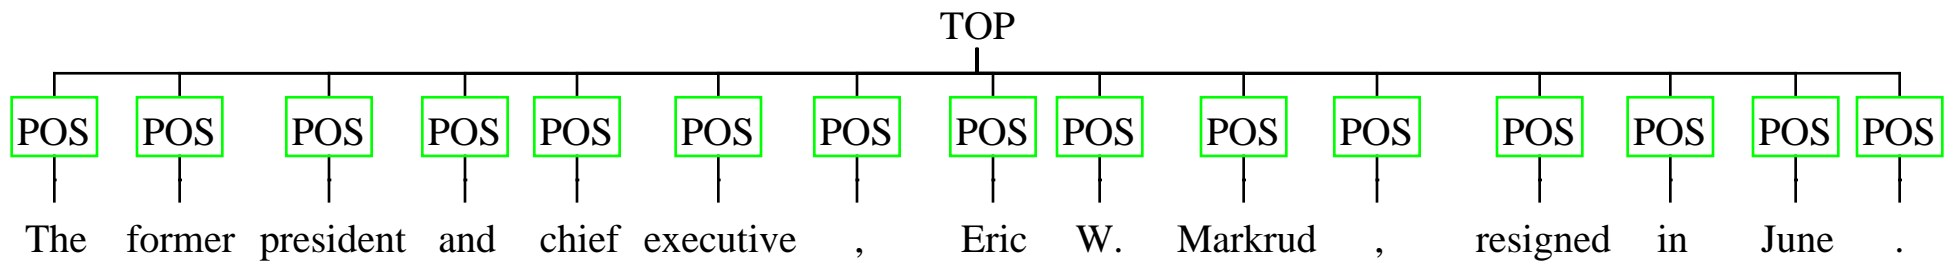 TOP
POS POS POS POS POS POS POS POS POS POS POS POS POS POS POS
The former president and chief executive , Eric W. Markrud , resigned in June .